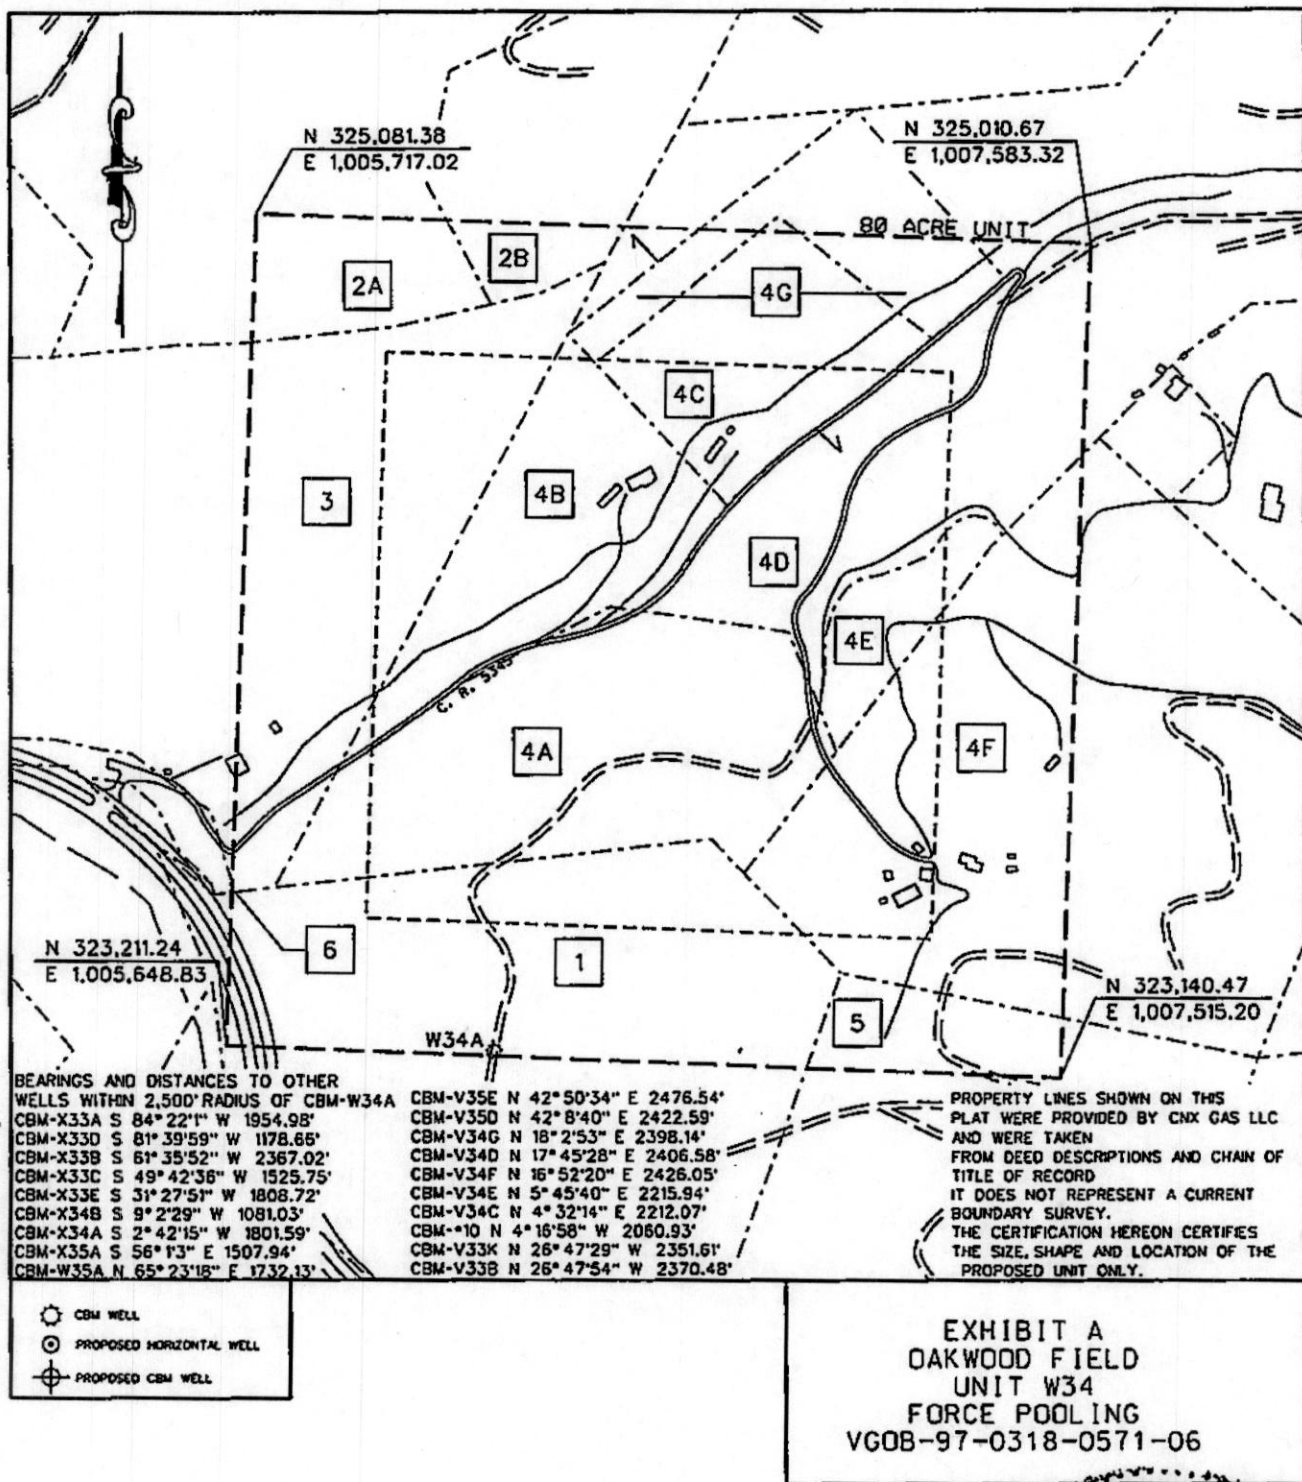 N 325,081.38
E 1,005,717.02
N 325,010.67
E 1,007,583.32
80 ACRE UNIT
2A
2B
4G
4C
3
4B
4D
4E
C. R. 5345
4A
4F
6
1
5
N 323,211.24
E 1,005,648.83
N 323,140.47
E 1,007,515.20
W34A
BEARINGS AND DISTANCES TO OTHER
WELLS WITHIN 2,500' RADIUS OF CBM-W34A
CBM-X33A S 84°22'1" W 1954.98'
CBM-X33D S 81°39'59" W 1178.65'
CBM-X33B S 61°35'52" W 2367.02'
CBM-X33C S 49°42'36" W 1525.75'
CBM-X33E S 31°27'51" W 1808.72'
CBM-X34B S 9°2'29" W 1081.03'
CBM-X34A S 2°42'15" W 1801.59'
CBM-X35A S 56°1'3" E 1507.94'
CBM-W35A N 65°23'18" E 1732.13'
CBM-V35E N 42°50'34" E 2476.54'
CBM-V35D N 42°8'40" E 2422.59'
CBM-V34G N 18°2'53" E 2398.14'
CBM-V34D N 17°45'28" E 2406.58'
CBM-V34F N 16°52'20" E 2426.05'
CBM-V34E N 5°45'40" E 2215.94'
CBM-V34C N 4°32'14" E 2212.07'
CBM-*10 N 4°16'58" W 2060.93'
CBM-V33K N 26°47'29" W 2351.61'
CBM-V33B N 26°47'54" W 2370.48'
PROPERTY LINES SHOWN ON THIS
PLAT WERE PROVIDED BY CNX GAS LLC
AND WERE TAKEN
FROM DEED DESCRIPTIONS AND CHAIN OF
TITLE OF RECORD
IT DOES NOT REPRESENT A CURRENT
BOUNDARY SURVEY.
THE CERTIFICATION HEREON CERTIFIES
THE SIZE, SHAPE AND LOCATION OF THE
PROPOSED UNIT ONLY.
CBM WELL
PROPOSED HORIZONTAL WELL
PROPOSED CBM WELL
EXHIBIT A
OAKWOOD FIELD
UNIT W34
FORCE POOLING
VGOB-97-0318-0571-06